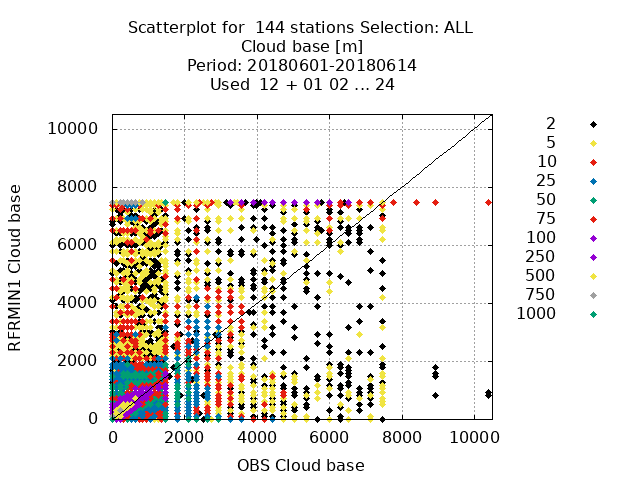 Scatterplot for  144 stations Selection: ALL
Cloud base [m]
Period: 20180601-20180614
Used  12 + 01 02 ... 24
RFRMIN1 Cloud base
10000
8000
6000
4000
2000
0
0 2000 4000 6000 8000 10000
OBS Cloud base
2
5
10
25
50
75
100
250
500
750
1000